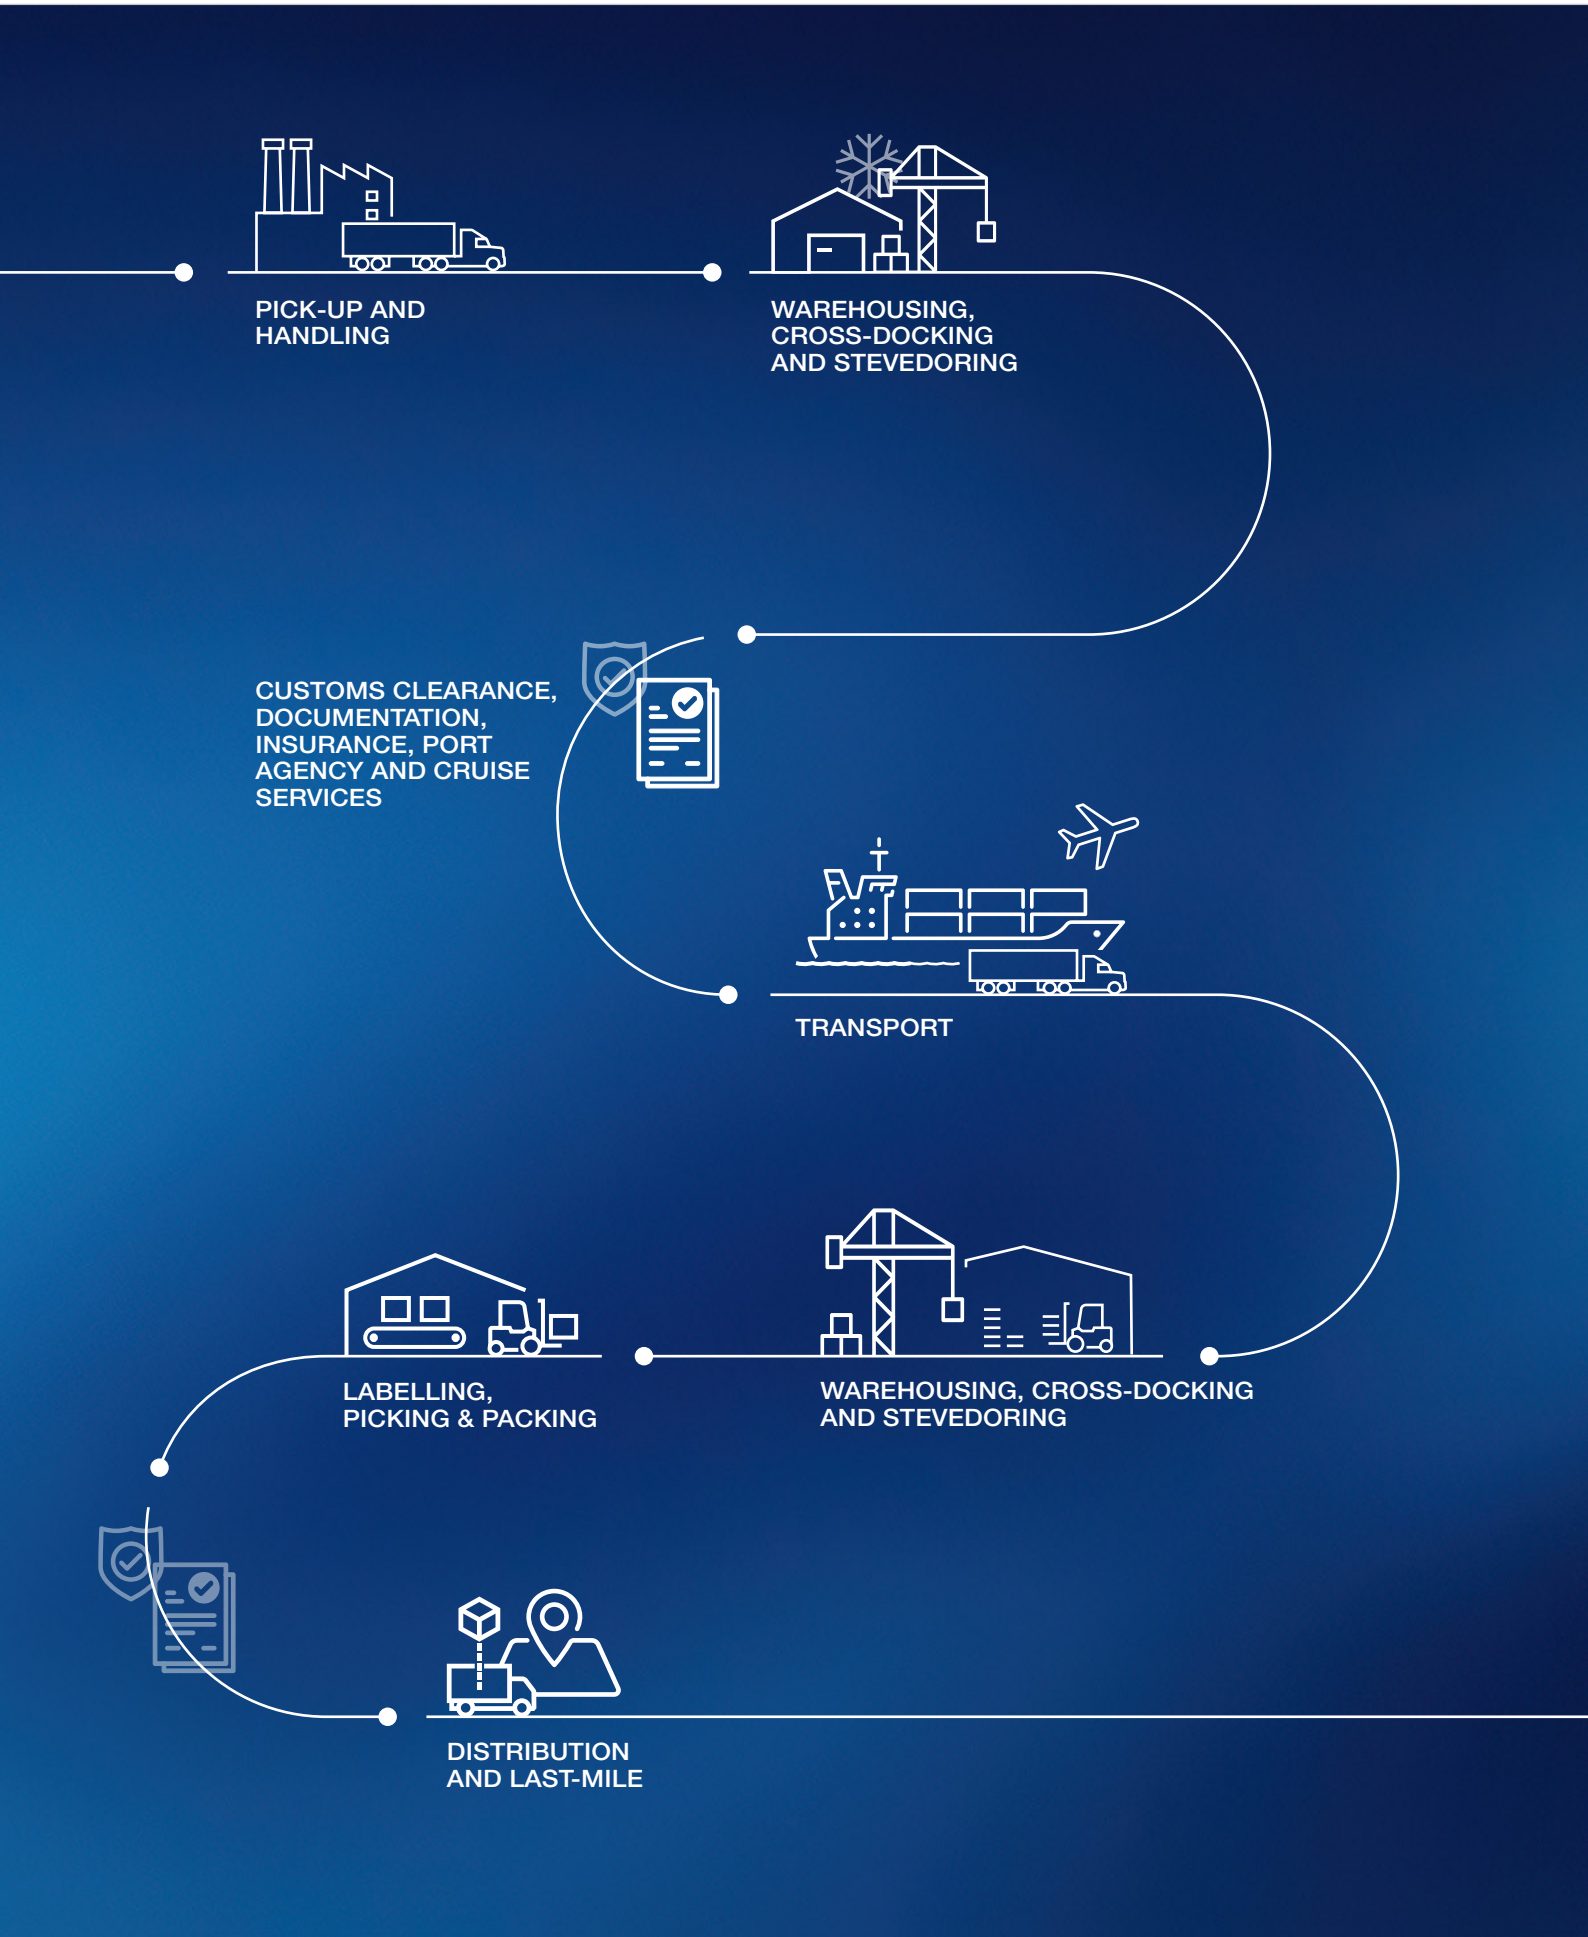 PICK-UP AND
HANDLING
WAREHOUSING,
CROSS-DOCKING
AND STEVEDORING
CUSTOMS CLEARANCE,
DOCUMENTATION,
INSURANCE, PORT
AGENCY AND CRUISE
SERVICES
TRANSPORT
WAREHOUSING, CROSS-DOCKING
AND STEVEDORING
LABELLING,
PICKING & PACKING
DISTRIBUTION
AND LAST-MILE